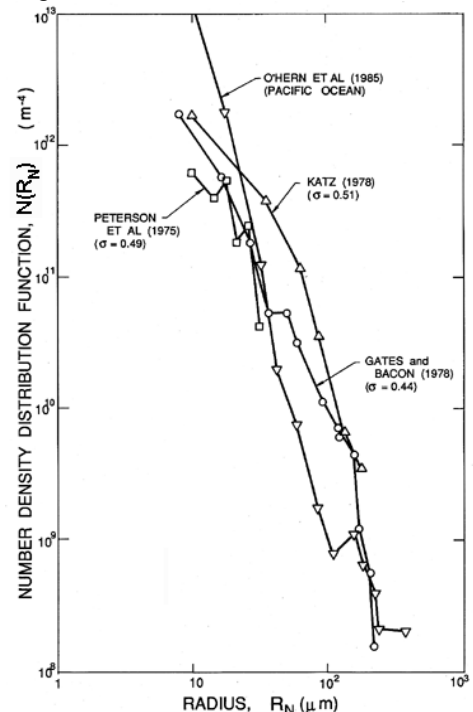 10¹³
10¹²
10¹¹
10¹⁰
10⁹
10⁸
NUMBER DENSITY DISTRIBUTION FUNCTION, N(R_N) (m⁻⁴)
O'HERN ET AL (1985)
(PACIFIC OCEAN)
KATZ (1978)
(σ = 0.51)
PETERSON
ET AL (1975)
(σ = 0.49)
GATES and
BACON (1978)
(σ = 0.44)
1
10
10²
10³
RADIUS, R_N (μm)